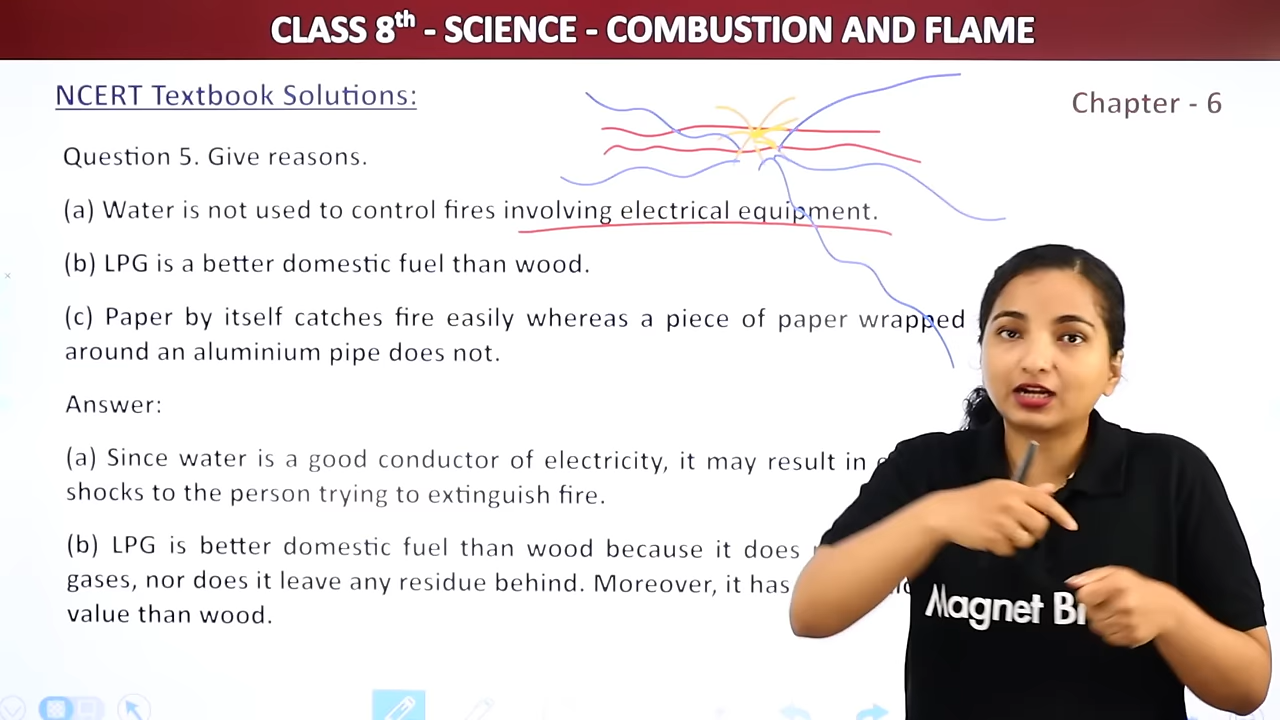 CLASS 8th - SCIENCE - COMBUSTION AND FLAME
NCERT Textbook Solutions:
Chapter - 6
Question 5. Give reasons.
(a) Water is not used to control fires involving electrical equipment.
(b) LPG is a better domestic fuel than wood.
(c) Paper by itself catches fire easily whereas a piece of paper wrapped
around an aluminium pipe does not.
Answer:
(a) Since water is a good conductor of electricity, it may result in
shocks to the person trying to extinguish fire.
(b) LPG is better domestic fuel than wood because it does
gases, nor does it leave any residue behind. Moreover, it has
value than wood.
Magnet